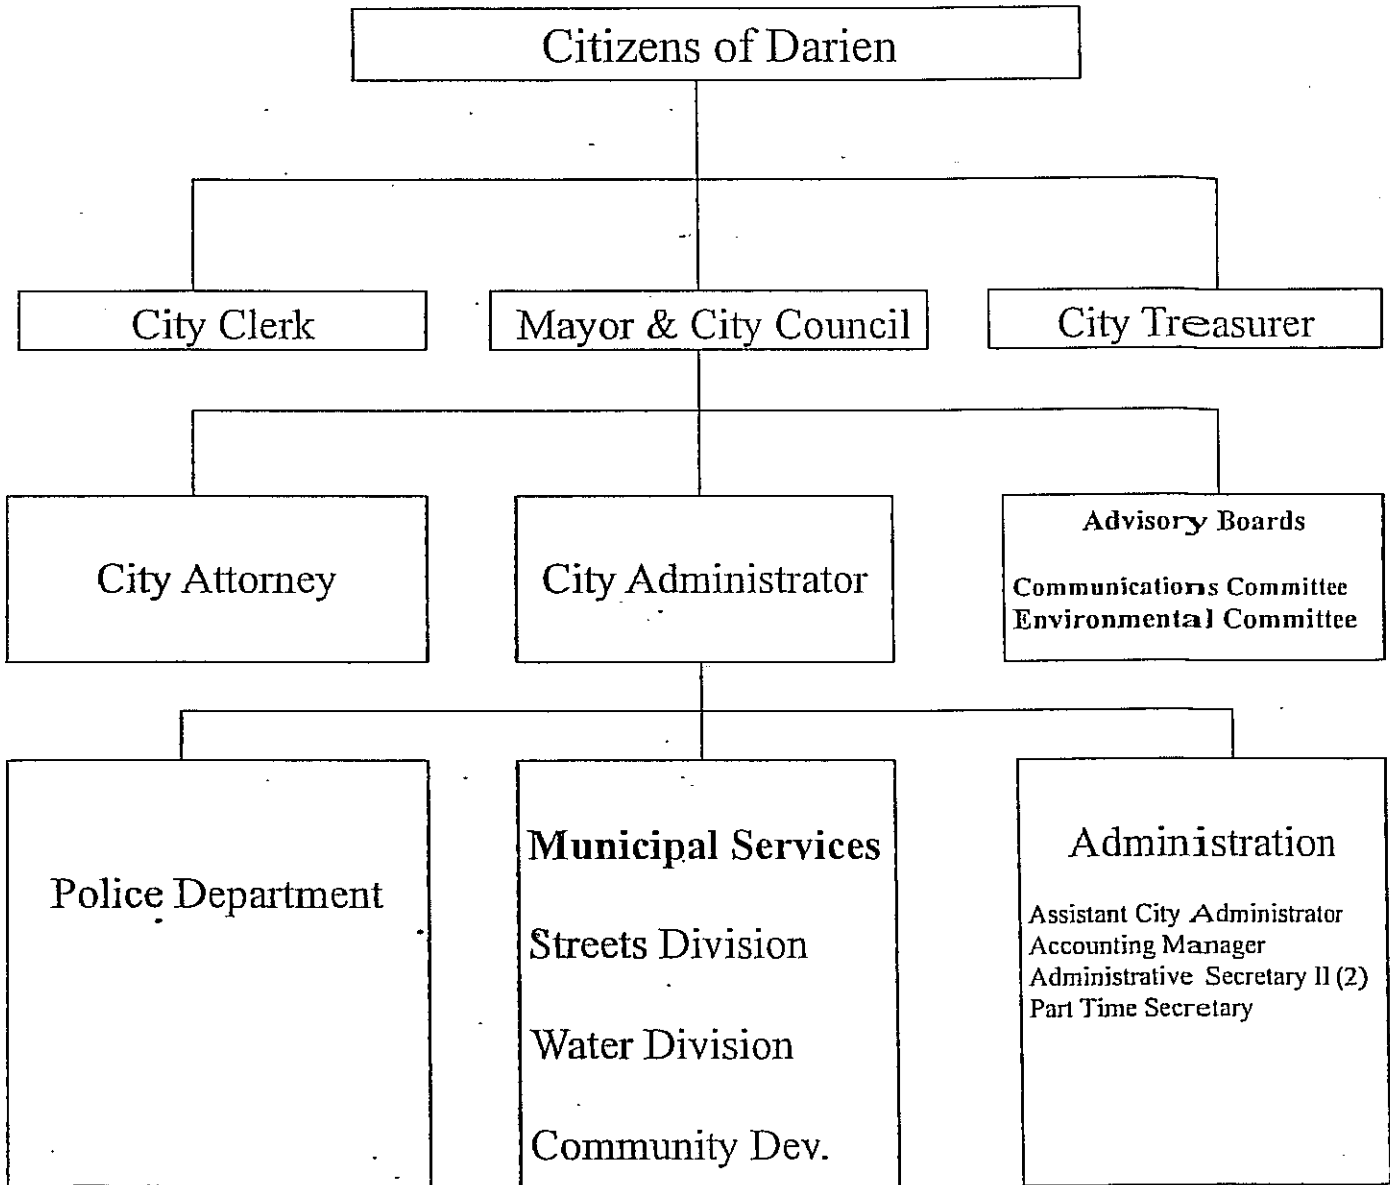 Citizens of Darien
City Clerk
Mayor & City Council
City Treasurer
City Attorney
City Administrator
Advisory Boards
Communications Committee
Environmental Committee
Police Department
Municipal Services
Streets Division
Water Division
Community Dev.
Administration
Assistant City Administrator
Accounting Manager
Administrative Secretary II (2)
Part Time Secretary